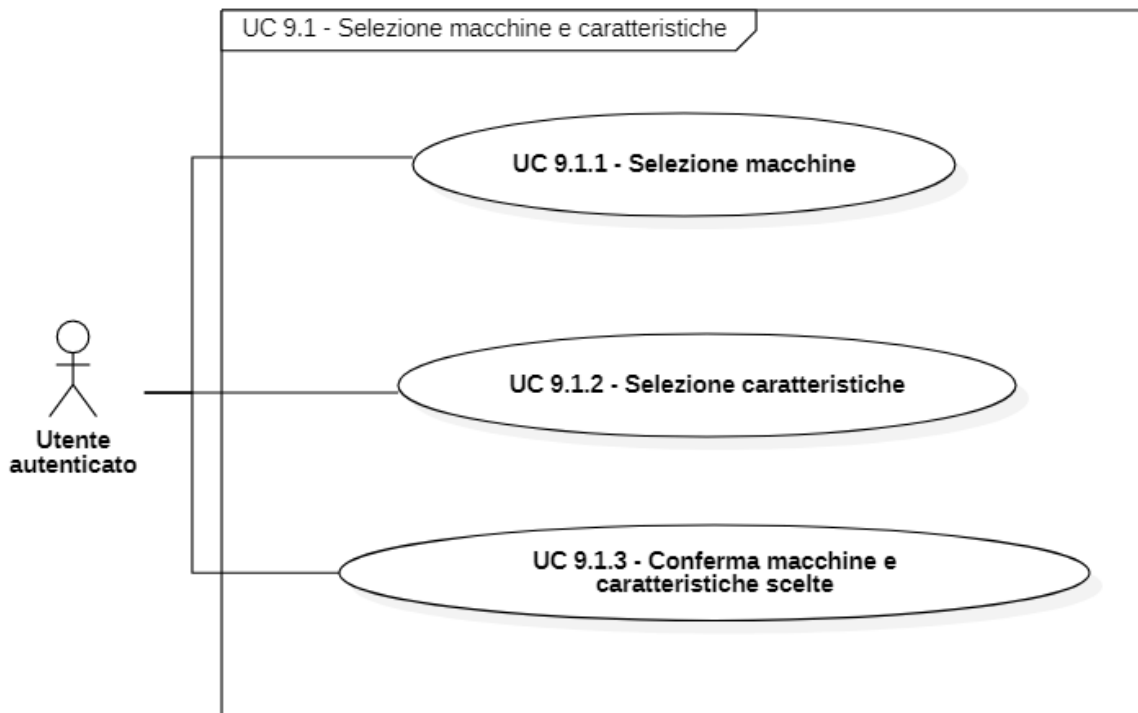 UC 9.1 - Selezione macchine e caratteristiche
UC 9.1.1 - Selezione macchine
UC 9.1.2 - Selezione caratteristiche
Utente
autenticato
UC 9.1.3 - Conferma macchine e
caratteristiche scelte